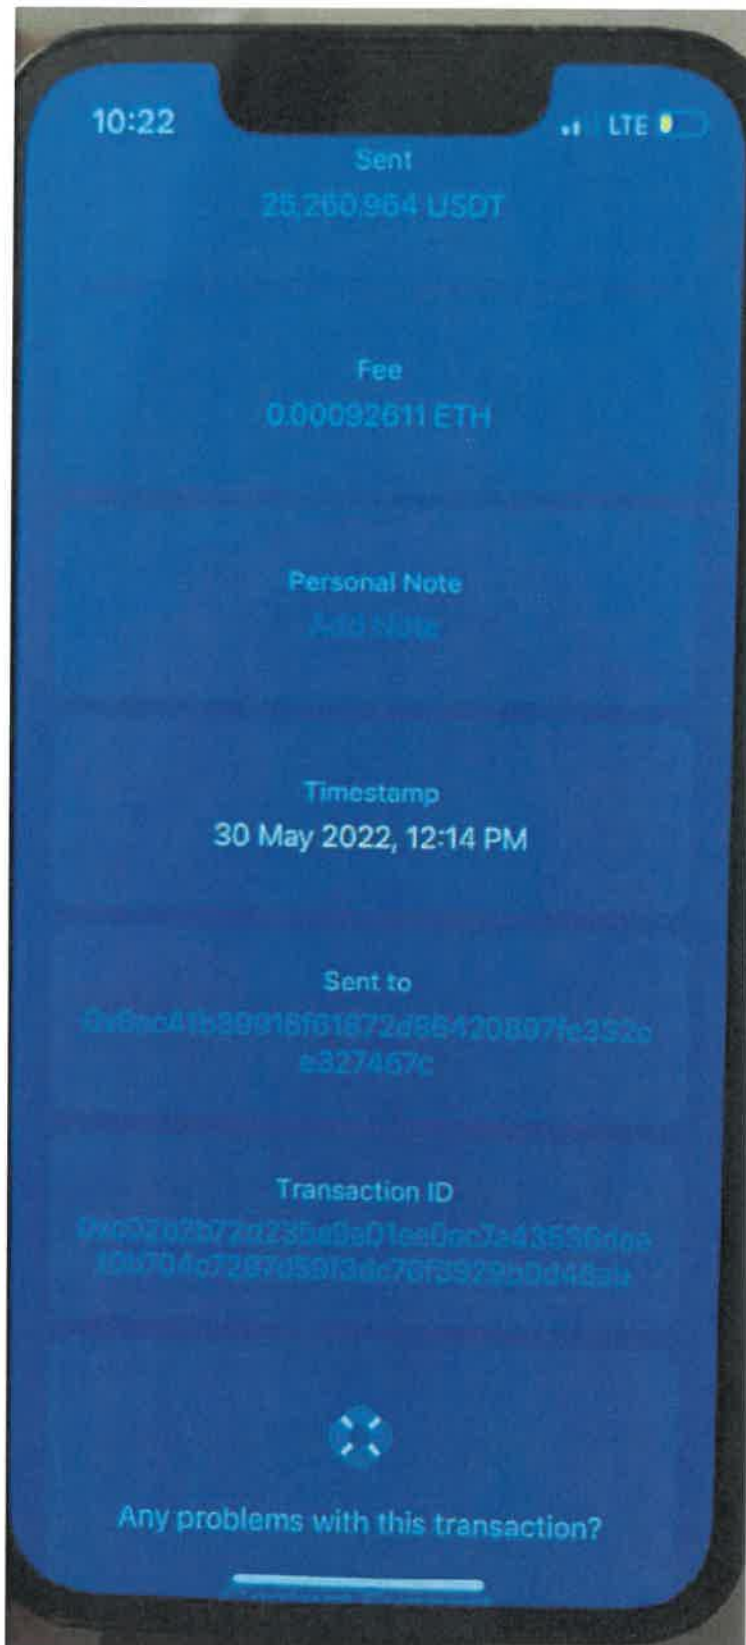 10:22
LTE
Sent
25,260.964 USDT
Fee
0.00092611 ETH
Personal Note
Add Note
Timestamp
30 May 2022, 12:14 PM
Sent to
e327467c
Transaction ID
Any problems with this transaction?